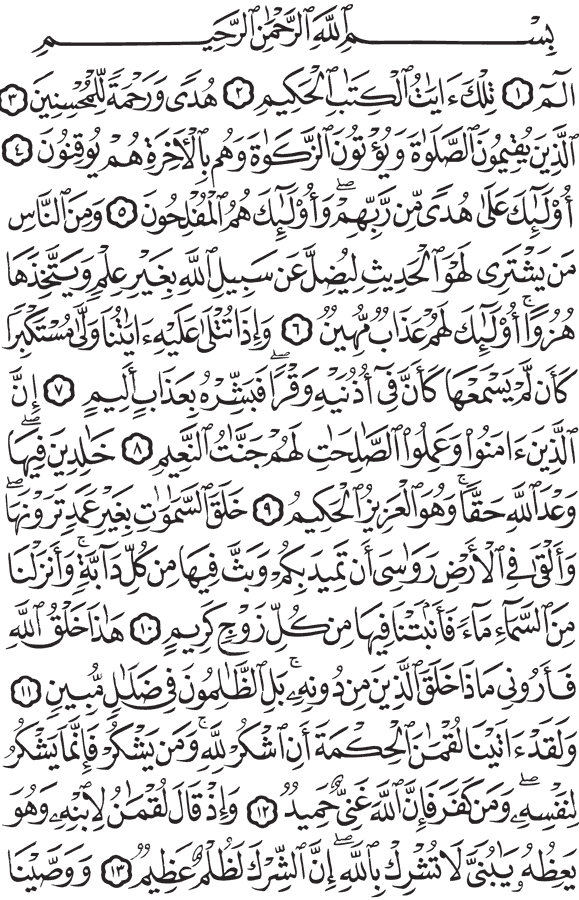 بِسْمِ ٱللَّهِ ٱلرَّحْمَٰنِ ٱلرَّحِيمِ
الٓمٓ ١ تِلْكَ ءَايَٰتُ ٱلْكِتَٰبِ ٱلْحَكِيمِ ٢ هُدًى وَرَحْمَةً لِّلْمُحْسِنِينَ ٣
ٱلَّذِينَ يُقِيمُونَ ٱلصَّلَوٰةَ وَيُؤْتُونَ ٱلزَّكَوٰةَ وَهُم بِٱلْأَخِرَةِ هُمْ يُوقِنُونَ ٤
أُو۟لَٰٓئِكَ عَلَىٰ هُدًى مِّن رَّبِّهِمْ ۖ وَأُو۟لَٰٓئِكَ هُمُ ٱلْمُفْلِحُونَ ٥ وَمِنَ ٱلنَّاسِ
مَن يَشْتَرِى لَهْوَ ٱلْحَدِيثِ لِيُضِلَّ عَن سَبِيلِ ٱللَّهِ بِغَيْرِ عِلْمٍ وَيَتَّخِذَهَا
هُزُوًا ۚ أُو۟لَٰٓئِكَ لَهُمْ عَذَابٌ مُّهِينٌ ٦ وَإِذَا تُتْلَىٰ عَلَيْهِ ءَايَٰتُنَا وَلَّىٰ مُسْتَكْبِرًا
كَأَن لَّمْ يَسْمَعْهَا كَأَنَّ فِىٓ أُذُنَيْهِ وَقْرًا ۖ فَبَشِّرْهُ بِعَذَابٍ أَلِيمٍ ٧ إِنَّ
ٱلَّذِينَ ءَامَنُوا۟ وَعَمِلُوا۟ ٱلصَّٰلِحَٰتِ لَهُمْ جَنَّٰتُ ٱلنَّعِيمِ ٨ خَٰلِدِينَ فِيهَا ۖ
وَعْدَ ٱللَّهِ حَقًّا ۚ وَهُوَ ٱلْعَزِيزُ ٱلْحَكِيمُ ٩ خَلَقَ ٱلسَّمَٰوَٰتِ بِغَيْرِ عَمَدٍ تَرَوْنَهَا ۖ
وَأَلْقَىٰ فِى ٱلْأَرْضِ رَوَٰسِىَ أَن تَمِيدَ بِكُمْ وَبَثَّ فِيهَا مِن كُلِّ دَآبَّةٍ ۚ وَأَنزَلْنَا
مِنَ ٱلسَّمَآءِ مَآءً فَأَنۢبَتْنَا فِيهَا مِن كُلِّ زَوْجٍ كَرِيمٍ ١٠ هَٰذَا خَلْقُ ٱللَّهِ
فَأَرُونِى مَاذَا خَلَقَ ٱلَّذِينَ مِن دُونِهِۦ ۚ بَلِ ٱلظَّٰلِمُونَ فِى ضَلَٰلٍ مُّبِينٍ ١١
وَلَقَدْ ءَاتَيْنَا لُقْمَٰنَ ٱلْحِكْمَةَ أَنِ ٱشْكُرْ لِلَّهِ ۚ وَمَن يَشْكُرْ فَإِنَّمَا يَشْكُرُ
لِنَفْسِهِۦ ۖ وَمَن كَفَرَ فَإِنَّ ٱللَّهَ غَنِىٌّ حَمِيدٌ ١٢ وَإِذْ قَالَ لُقْمَٰنُ لِٱبْنِهِۦ وَهُوَ
يَعِظُهُۥ يَٰبُنَىَّ لَا تُشْرِكْ بِٱللَّهِ ۖ إِنَّ ٱلشِّرْكَ لَظُلْمٌ عَظِيمٌ ١٣ وَوَصَّيْنَا